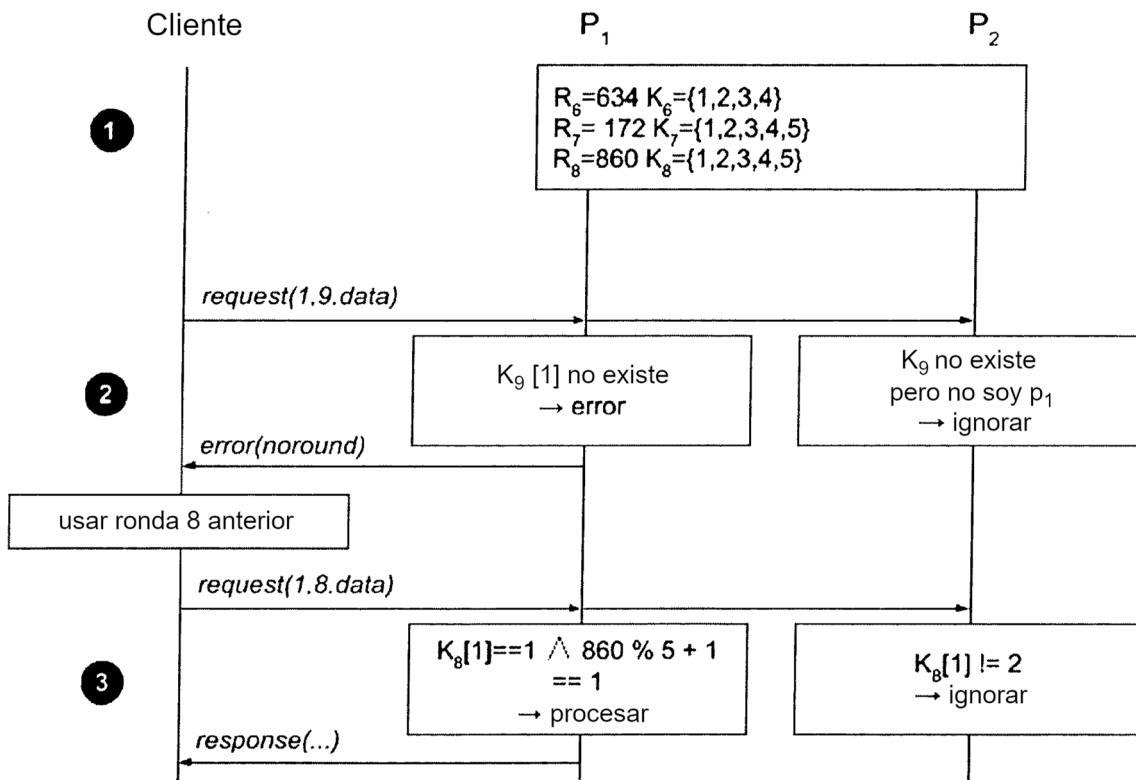 Cliente P₁ P₂
1
R₆=634 K₆={1,2,3,4}
R₇= 172 K₇={1,2,3,4,5}
R₈=860 K₈={1,2,3,4,5}
request(1,9,data)
2
K₉ [1] no existe
→ error
K₉ no existe
pero no soy p₁
→ ignorar
error(noround)
usar ronda 8 anterior
request(1,8,data)
3
K₈[1]==1 ∧ 860 % 5 + 1
== 1
→ procesar
K₈[1] != 2
→ ignorar
response(...)